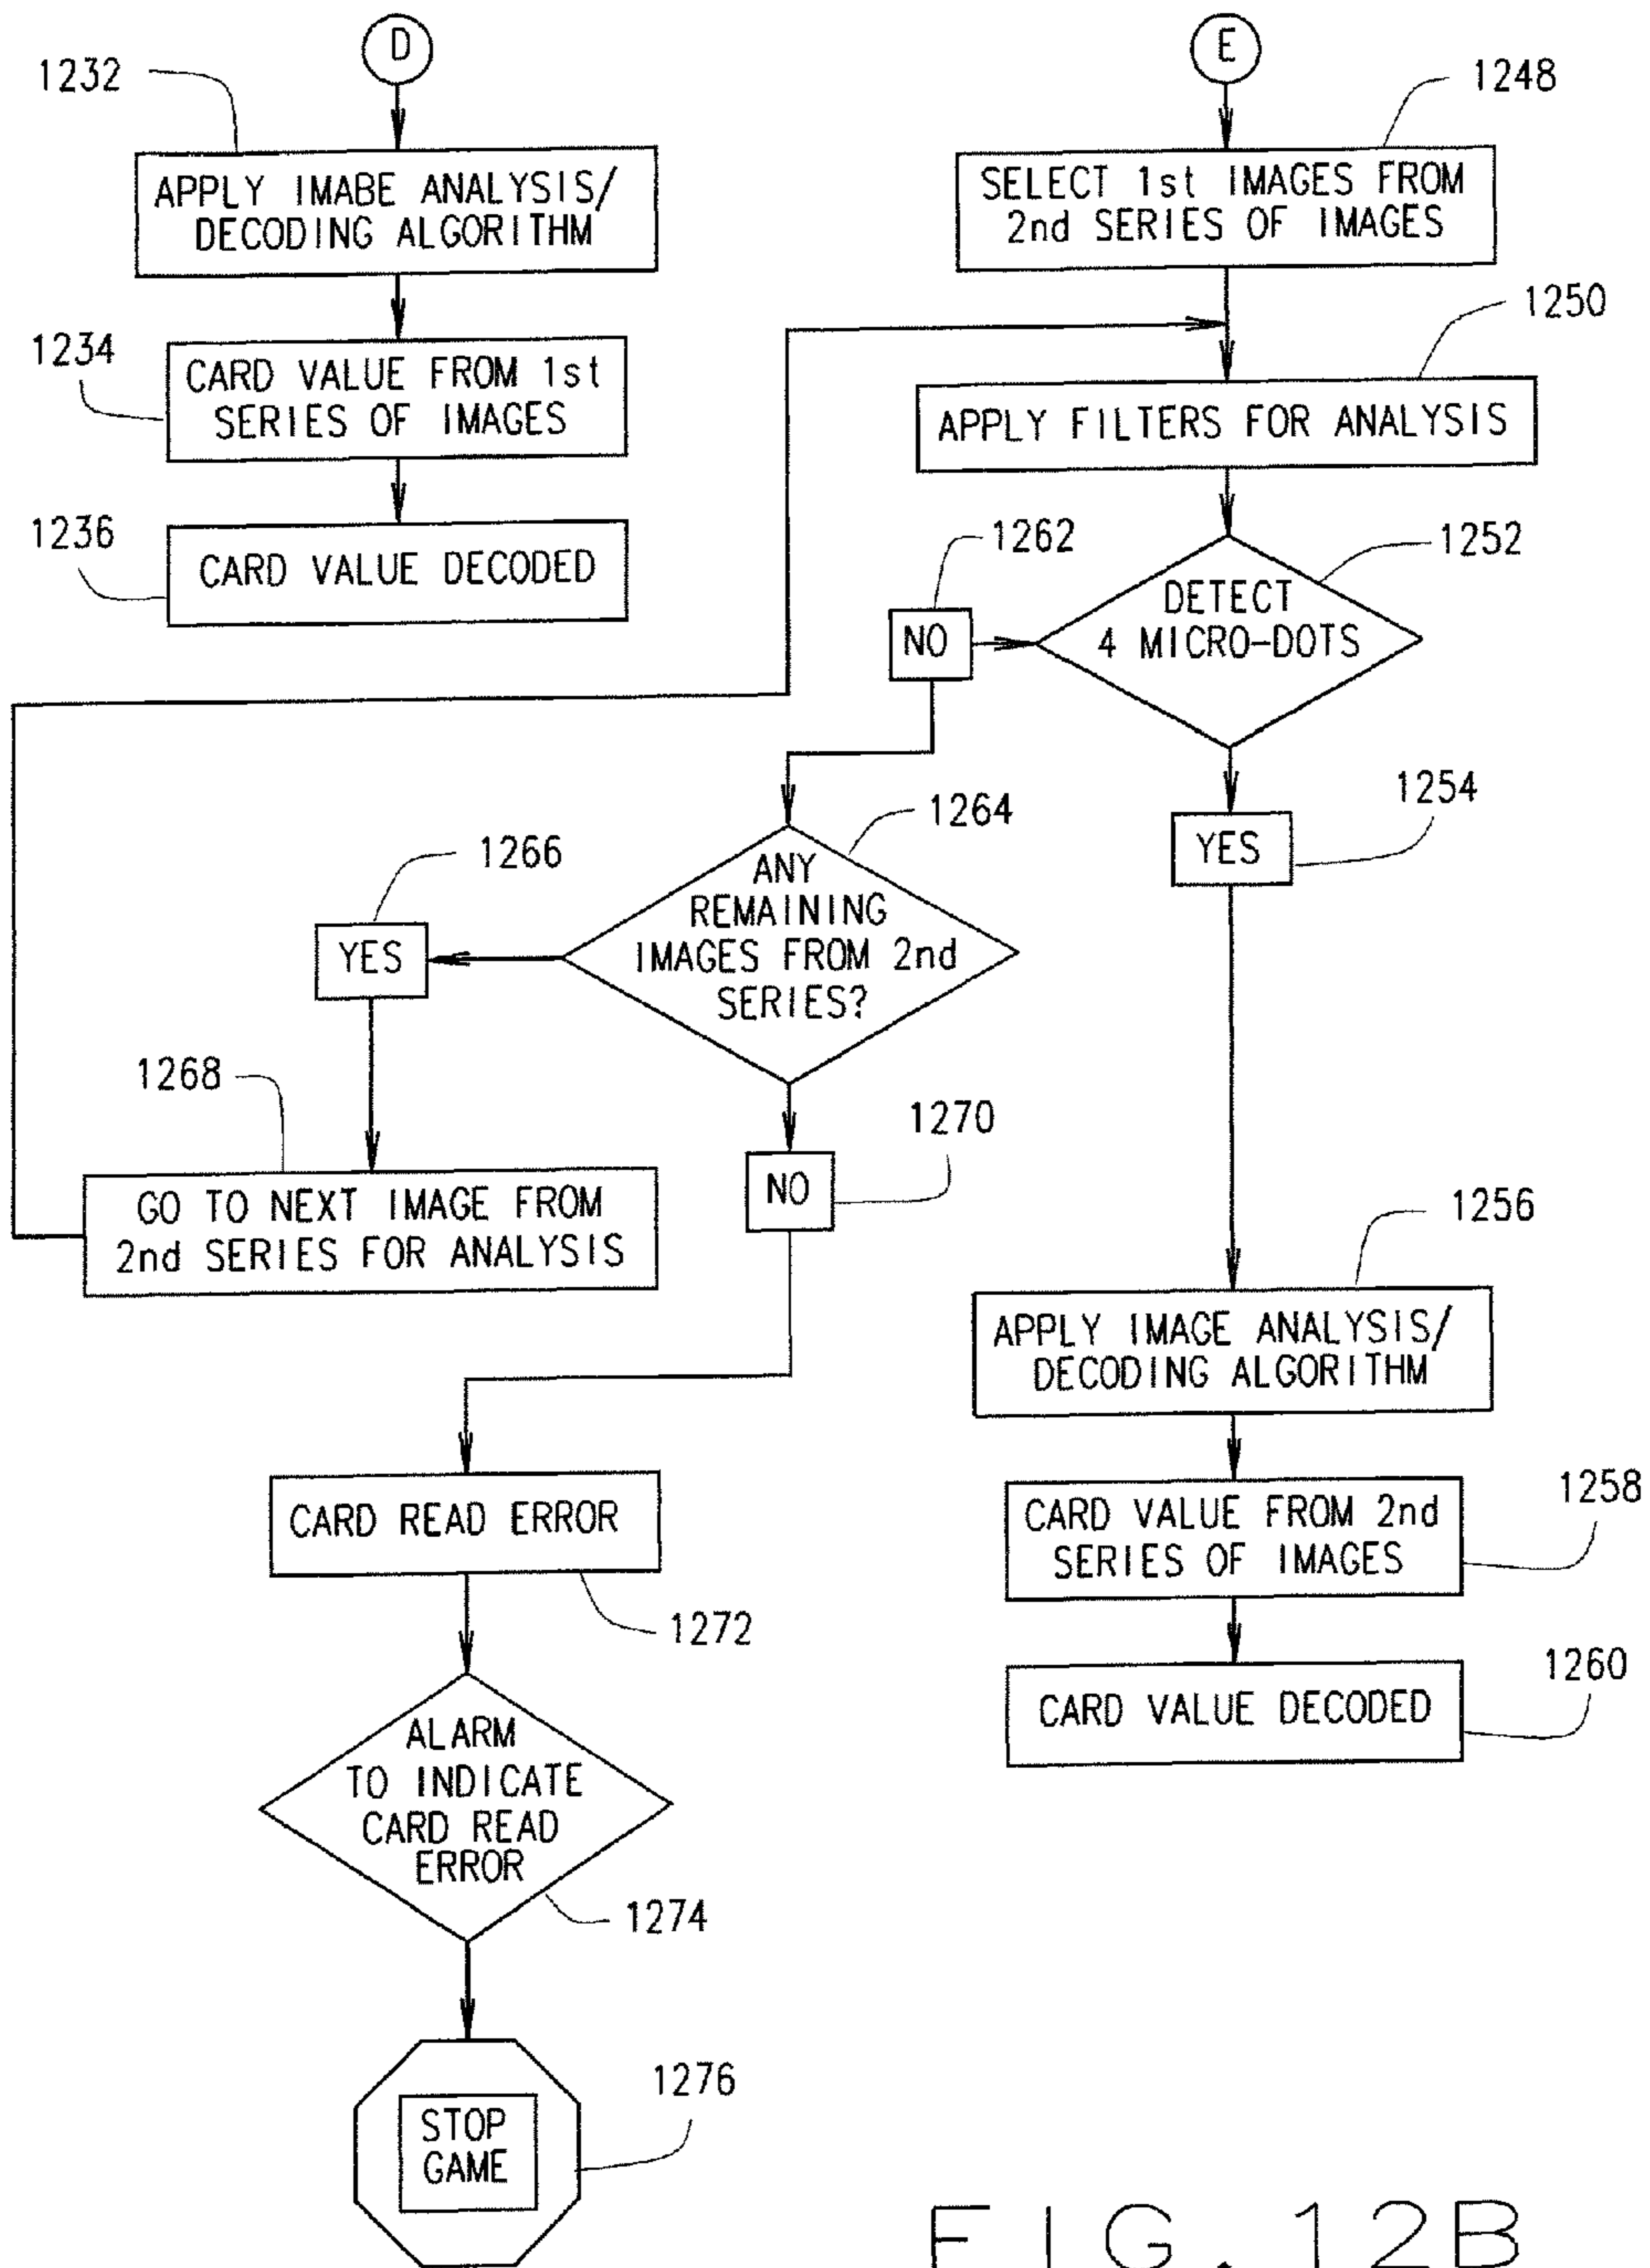 D
1232
APPLY IMABE ANALYSIS/
DECODING ALGORITHM
1234
CARD VALUE FROM 1st
SERIES OF IMAGES
1236
CARD VALUE DECODED
E
1248
SELECT 1st IMAGES FROM
2nd SERIES OF IMAGES
1250
APPLY FILTERS FOR ANALYSIS
1252
DETECT
4 MICRO-DOTS
1262
NO
1254
YES
1264
ANY
REMAINING
IMAGES FROM 2nd
SERIES?
1266
YES
1268
GO TO NEXT IMAGE FROM
2nd SERIES FOR ANALYSIS
1270
NO
1256
APPLY IMAGE ANALYSIS/
DECODING ALGORITHM
1258
CARD VALUE FROM 2nd
SERIES OF IMAGES
1260
CARD VALUE DECODED
CARD READ ERROR
1272
ALARM
TO INDICATE
CARD READ
ERROR
1274
1276
STOP
GAME
FIG. 12B